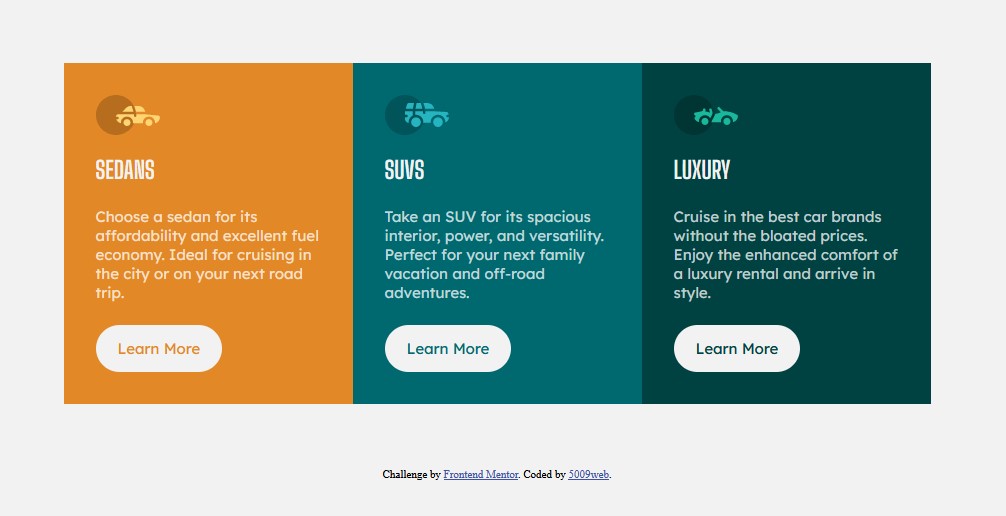 SEDANS
Choose a sedan for its
affordability and excellent fuel
economy. Ideal for cruising in
the city or on your next road
trip.
Learn More
SUVS
Take an SUV for its spacious
interior, power, and versatility.
Perfect for your next family
vacation and off-road
adventures.
Learn More
LUXURY
Cruise in the best car brands
without the bloated prices.
Enjoy the enhanced comfort of
a luxury rental and arrive in
style.
Learn More
Challenge by Frontend Mentor. Coded by 5009web.